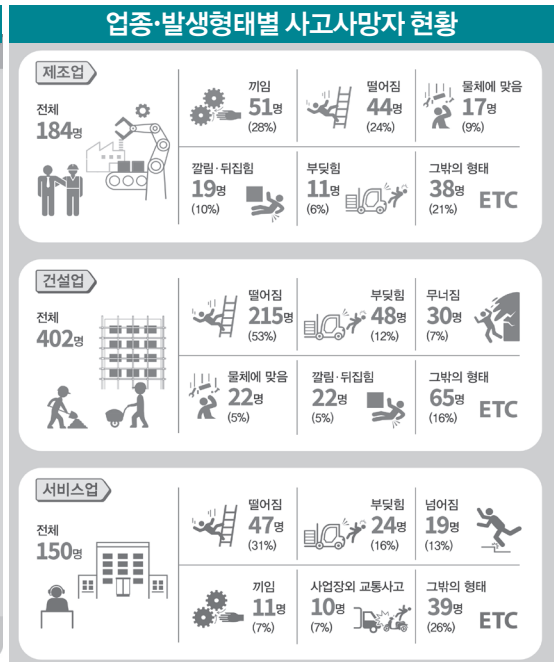 업종·발생형태별 사고사망자 현황
제조업
전체
184명
끼임
51명
(28%)
떨어짐
44명
(24%)
물체에 맞음
17명
(9%)
깔림·뒤집힘
19명
(10%)
부딪힘
11명
(6%)
그밖의 형태
38명
(21%)
ETC
건설업
전체
402명
떨어짐
215명
(53%)
부딪힘
48명
(12%)
무너짐
30명
(7%)
물체에 맞음
22명
(5%)
깔림·뒤집힘
22명
(5%)
그밖의 형태
65명
(16%)
ETC
서비스업
전체
150명
떨어짐
47명
(31%)
부딪힘
24명
(16%)
넘어짐
19명
(13%)
끼임
11명
(7%)
사업장외 교통사고
10명
(7%)
그밖의 형태
39명
(26%)
ETC